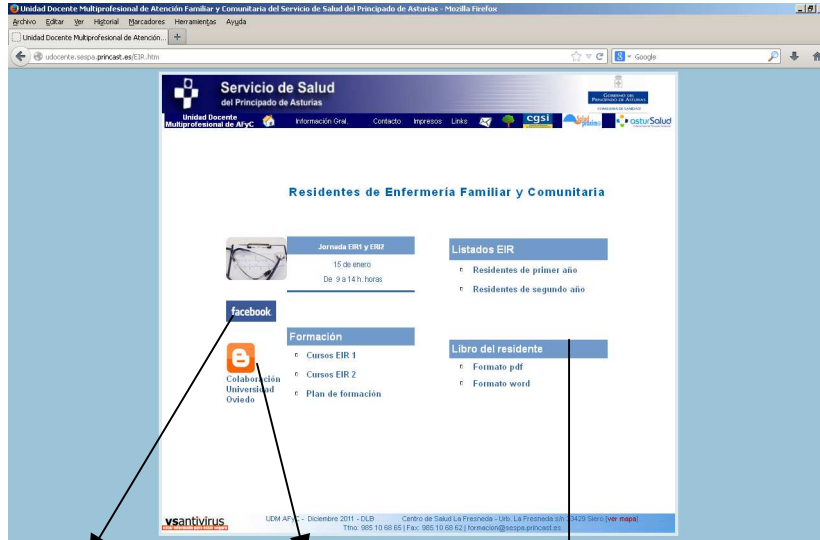 Unidad Docente Multiprofesional de Atención Familiar y Comunitaria del Servicio de Salud del Principado de Asturias - Mozilla Firefox
Archivo Editar Ver Historial Marcadores Herramientas Ayuda
Unidad Docente Multiprofesional de Atención... +
udocente.sespa.princast.es/EIR.htm
Google
Servicio de Salud
del Principado de Asturias
GOBIERNO DEL
PRINCIPADO DE ASTURIAS
Unidad Docente
Multiprofesional de AFyC
Información Gral. Contacto Impresos Links
cgsi
asturSalud
Residentes de Enfermería Familiar y Comunitaria
Jornada EIR1 y ERI2
15 de enero
De 9 a 14 h. horas
Listados EIR
Residentes de primer año
Residentes de segundo año
facebook
Formación
Cursos EIR 1
Cursos EIR 2
Plan de formación
Libro del residente
Formato pdf
Formato word
Colaboración
Universidad
Oviedo
vsantivirus
UDM AFyC - Diciembre 2011 - DLB Centro de Salud La Fresneda - Urb. La Fresneda s/n 33429 Siero (ver mapa)
Tfno: 985 10 68 65 | Fax: 985 10 68 62 | formacion@sespa.princast.es